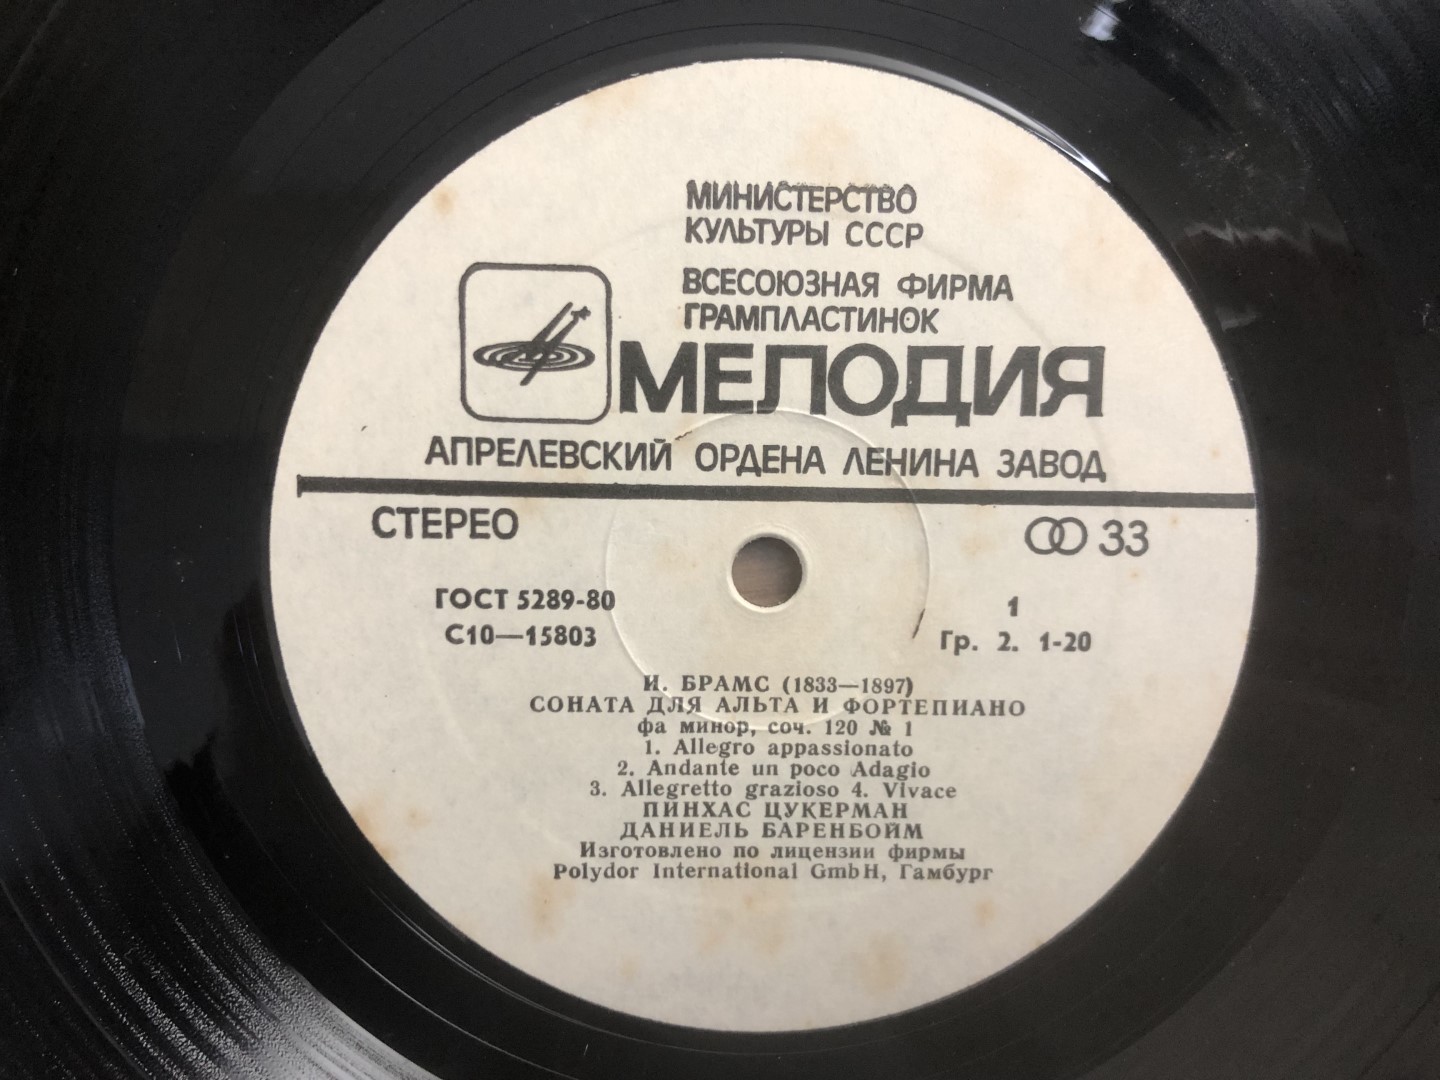 МИНИСТЕРСТВО
КУЛЬТУРЫ СССР
ВСЕСОЮЗНАЯ ФИРМА
ГРАМПЛАСТИНОК
МЕЛОДИЯ
АПРЕЛЕВСКИЙ ОРДЕНА ЛЕНИНА ЗАВОД
СТЕРЕО
33
ГОСТ 5289-80
1
С10—15803
Гр. 2. 1-20
И. БРАМС (1833—1897)
СОНАТА ДЛЯ АЛЬТА И ФОРТЕПИАНО
фа минор, соч. 120 № 1
1. Allegro appassionato
2. Andante un poco Adagio
3. Allegretto grazioso 4. Vivace
ПИНХАС ЦУКЕРМАН
ДАНИЕЛЬ БАРЕНБОЙМ
Изготовлено по лицензии фирмы
Polydor International GmbH, Гамбург